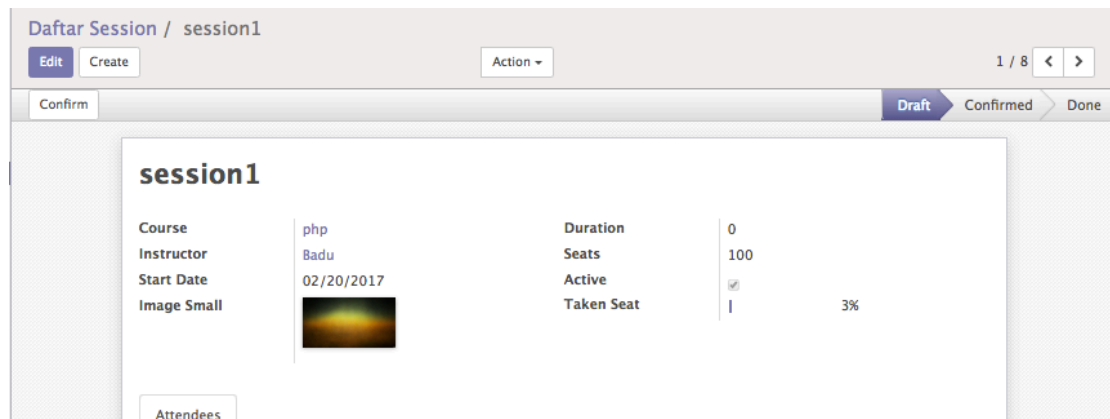 Daftar Session / session1
Edit Create Action 1 / 8
Confirm Draft Confirmed Done
session1
Course php Duration 0
Instructor Badu Seats 100
Start Date 02/20/2017 Active
Image Small Taken Seat 3%
Attendees